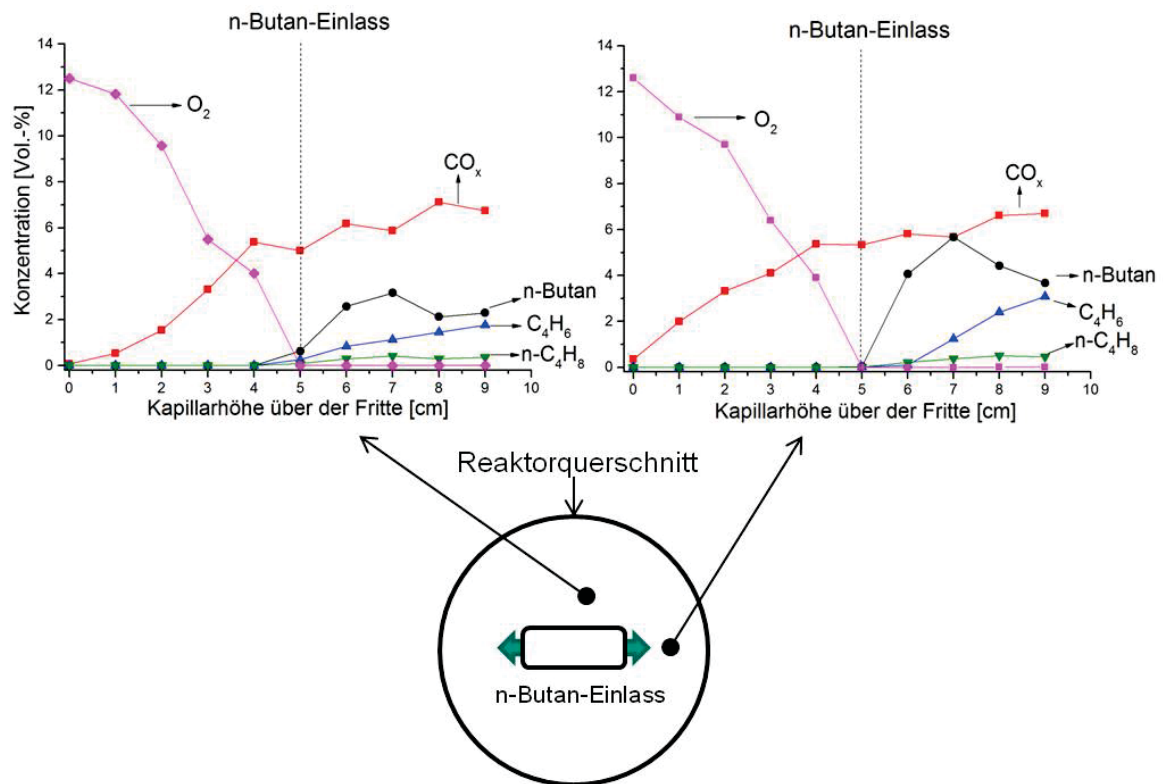 n-Butan-Einlass
14
12
10
8
6
4
2
0
Konzentration [Vol.-%]
O₂
COₓ
n-Butan
C₄H₆
n-C₄H₈
0 1 2 3 4 5 6 7 8 9 10
Kapillarhöhe über der Fritte [cm]
n-Butan-Einlass
14
12
10
8
6
4
2
0
O₂
COₓ
n-Butan
C₄H₆
n-C₄H₈
0 1 2 3 4 5 6 7 8 9 10
Kapillarhöhe über der Fritte [cm]
Reaktorquerschnitt
n-Butan-Einlass